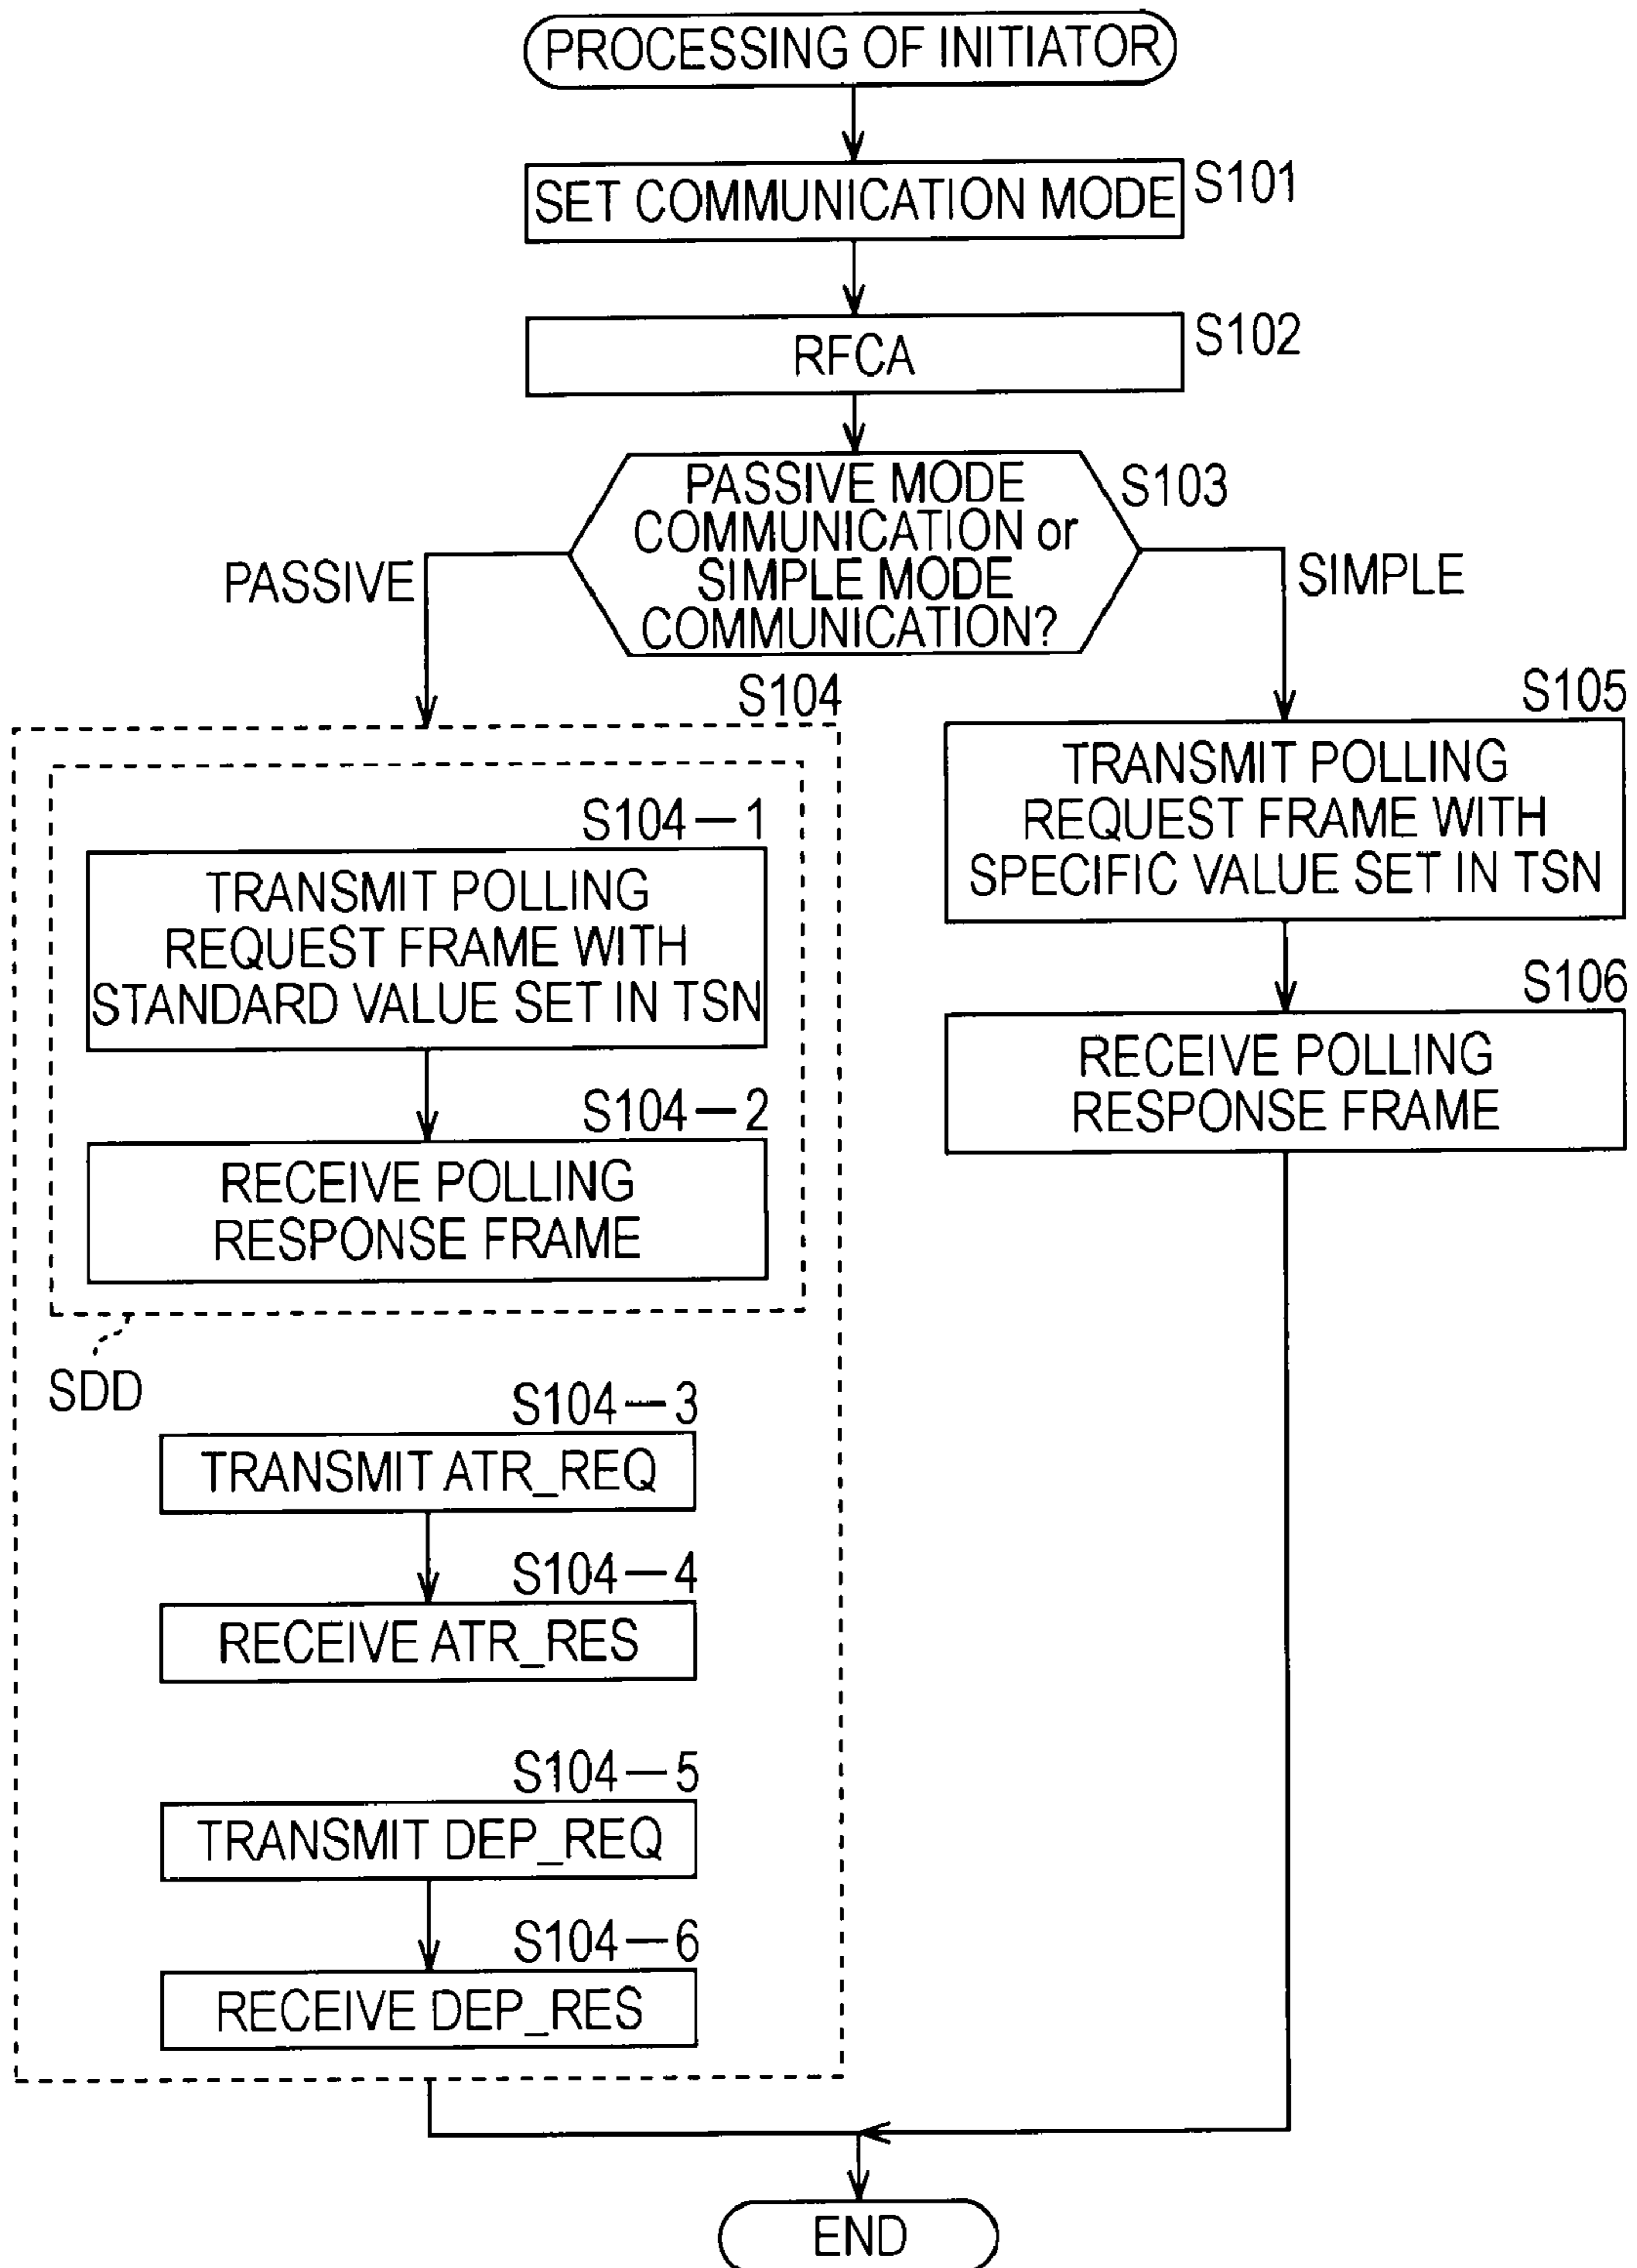 PROCESSING OF INITIATOR
SET COMMUNICATION MODE
S101
RFCA
S102
PASSIVE MODE
COMMUNICATION or
SIMPLE MODE
COMMUNICATION?
S103
PASSIVE
SIMPLE
S104
S104-1
TRANSMIT POLLING
REQUEST FRAME WITH
STANDARD VALUE SET IN TSN
S104-2
RECEIVE POLLING
RESPONSE FRAME
SDD
S104-3
TRANSMIT ATR_REQ
S104-4
RECEIVE ATR_RES
S104-5
TRANSMIT DEP_REQ
S104-6
RECEIVE DEP_RES
S105
TRANSMIT POLLING
REQUEST FRAME WITH
SPECIFIC VALUE SET IN TSN
S106
RECEIVE POLLING
RESPONSE FRAME
END